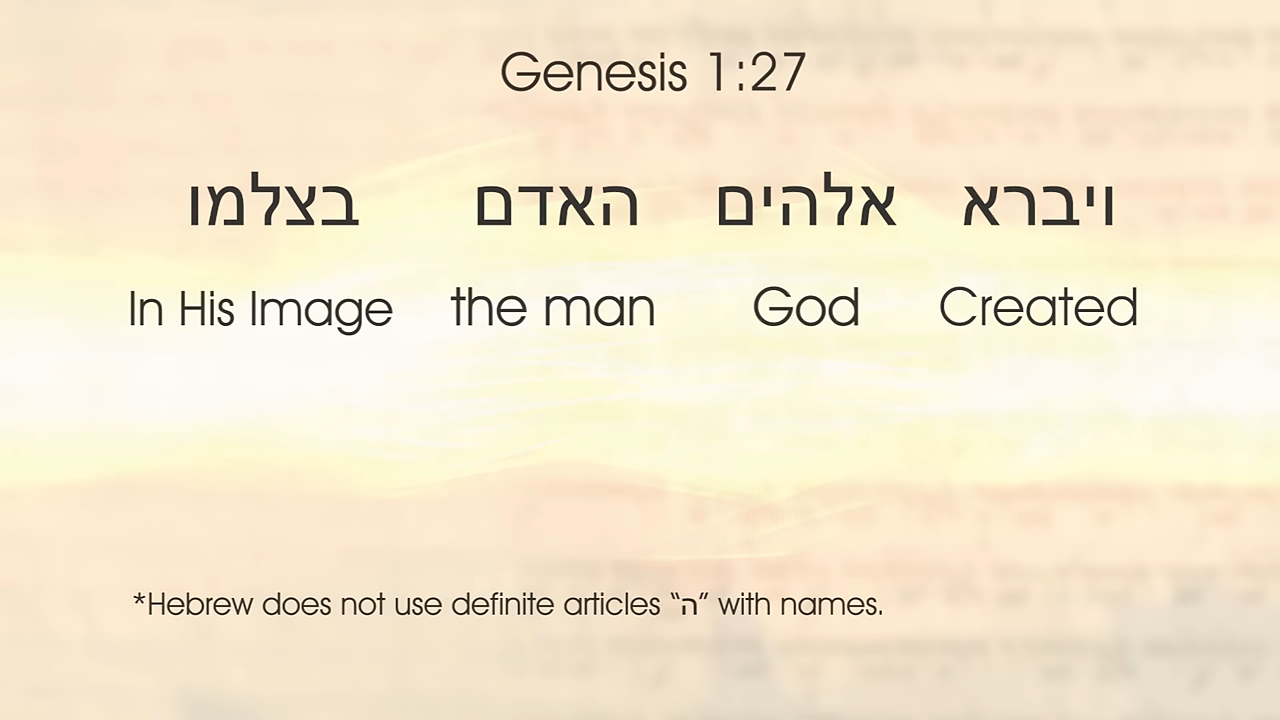 Genesis 1:27
ויברא אלהים האדם בצלמו
In His Image the man God Created
*Hebrew does not use definite articles “ה” with names.